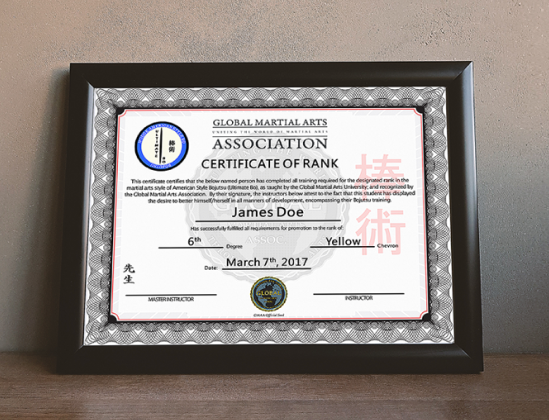 GLOBAL MARTIAL ARTS
UNITING THE WORLD OF MARTIAL ARTS
ASSOCIATION
CERTIFICATE OF RANK
This certificate certifies that the below named person has completed all training required for the designated rank in the
martial arts style of American Style Bojutsu (Ultimate Bo), as taught by the Global Martial Arts University, and recognized by
the Global Martial Arts Association. By their signature, the instructors below attest to the fact that this student has displayed
the desire to better himself/herself in all manners of development, encompassing their Bojutsu training.
James Doe
Has successfully fulfilled all requirements for promotion to the rank of
6th Degree Yellow Chevron
Date: March 7th, 2017
先生
MASTER INSTRUCTOR
INSTRUCTOR
GLOBAL
棒術
棒術
ULTIMATE BO